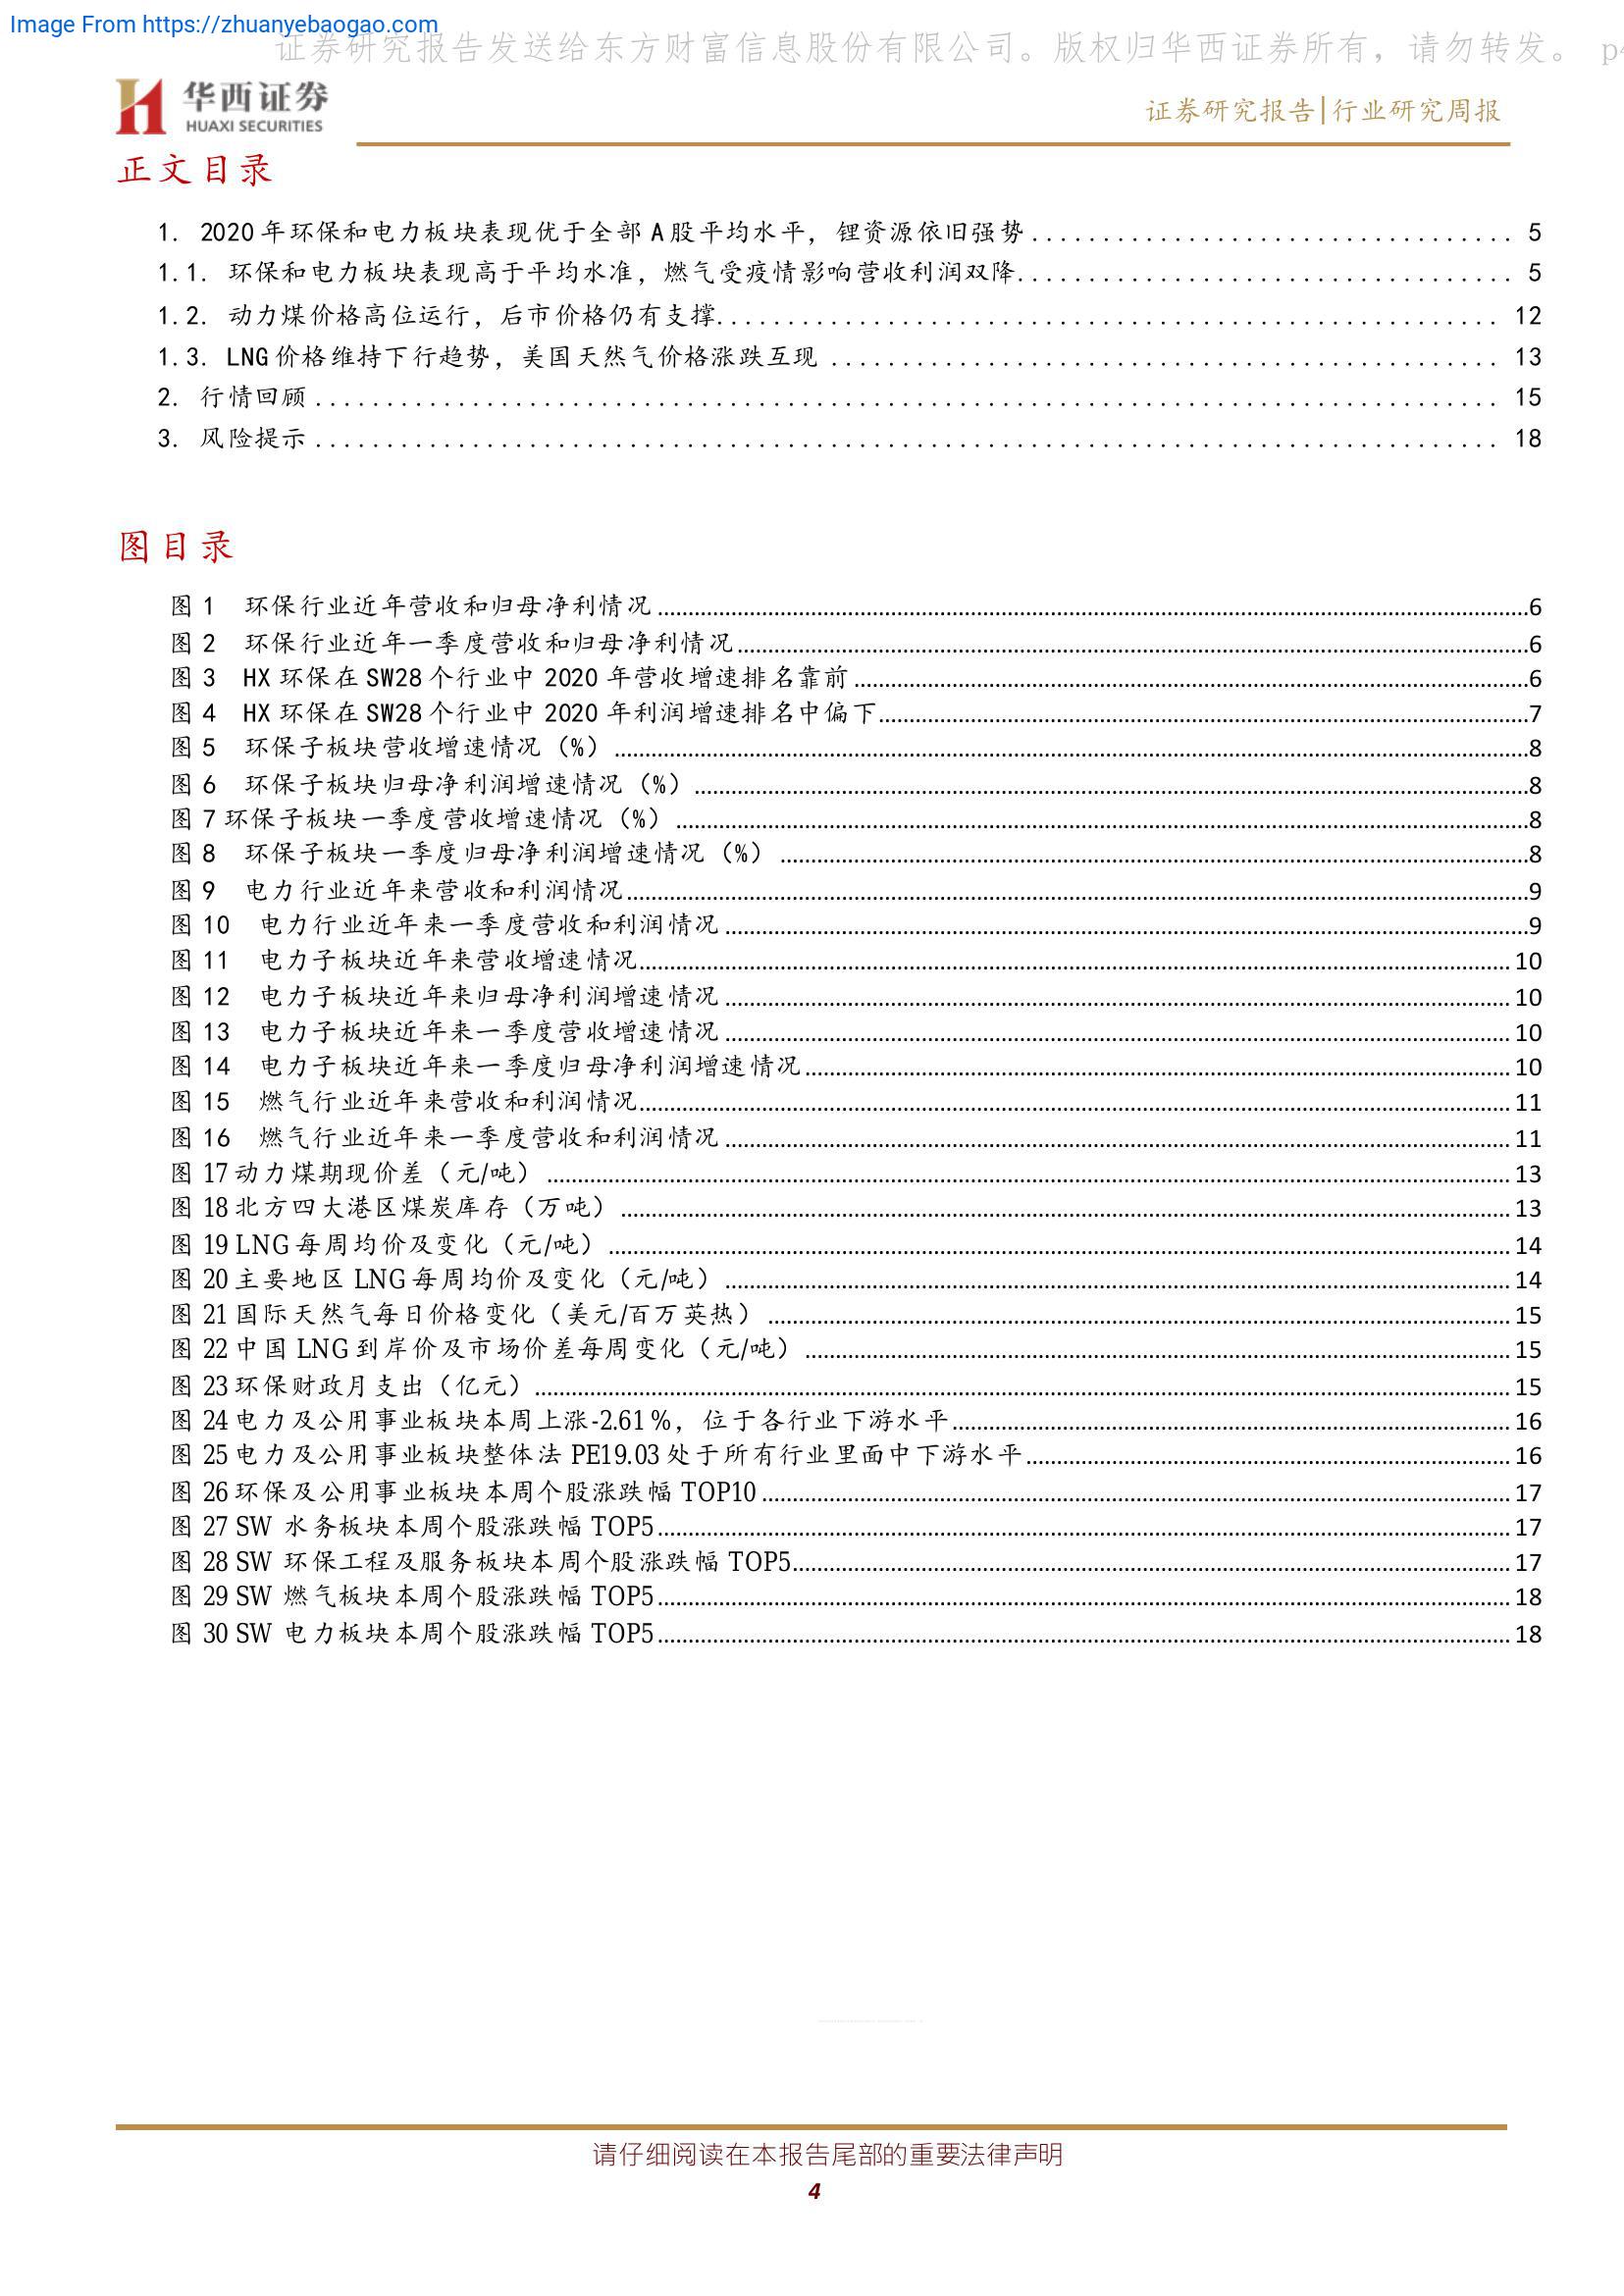 Image From https://zhuanyebaogao.com
证券研究报告发送给东方财富信息股份有限公司。版权归华西证券所有，请勿转发。 p4
华西证券
HUAXI SECURITIES
证券研究报告|行业研究周报
正文目录
1. 2020 年环保和电力板块表现优于全部 A 股平均水平，锂资源依旧强势 5
1.1. 环保和电力板块表现高于平均水准，燃气受疫情影响营收利润双降 5
1.2. 动力煤价格高位运行，后市价格仍有支撑 12
1.3. LNG 价格维持下行趋势，美国天然气价格涨跌互现 13
2. 行情回顾 15
3. 风险提示 18
图目录
图 1 环保行业近年营收和归母净利情况 6
图 2 环保行业近年一季度营收和归母净利情况 6
图 3 HX 环保在 SW28 个行业中 2020 年营收增速排名靠前 6
图 4 HX 环保在 SW28 个行业中 2020 年利润增速排名中偏下 7
图 5 环保子板块营收增速情况（%） 8
图 6 环保子板块归母净利润增速情况（%） 8
图 7 环保子板块一季度营收增速情况（%） 8
图 8 环保子板块一季度归母净利润增速情况（%） 8
图 9 电力行业近年来营收和利润情况 9
图 10 电力行业近年来一季度营收和利润情况 9
图 11 电力子板块近年来营收增速情况 10
图 12 电力子板块近年来归母净利润增速情况 10
图 13 电力子板块近年来一季度营收增速情况 10
图 14 电力子板块近年来一季度归母净利润增速情况 10
图 15 燃气行业近年来营收和利润情况 11
图 16 燃气行业近年来一季度营收和利润情况 11
图 17 动力煤期现价差（元/吨） 13
图 18 北方四大港区煤炭库存（万吨） 13
图 19 LNG 每周均价及变化（元/吨） 14
图 20 主要地区 LNG 每周均价及变化（元/吨） 14
图 21 国际天然气每日价格变化（美元/百万英热） 15
图 22 中国 LNG 到岸价及市场价差每周变化（元/吨） 15
图 23 环保财政月支出（亿元） 15
图 24 电力及公用事业板块本周上涨-2.61％，位于各行业下游水平 16
图 25 电力及公用事业板块整体法 PE19.03 处于所有行业里面中下游水平 16
图 26 环保及公用事业板块本周个股涨跌幅 TOP10 17
图 27 SW 水务板块本周个股涨跌幅 TOP5 17
图 28 SW 环保工程及服务板块本周个股涨跌幅 TOP5 17
图 29 SW 燃气板块本周个股涨跌幅 TOP5 18
图 30 SW 电力板块本周个股涨跌幅 TOP5 18
请仔细阅读在本报告尾部的重要法律声明
4